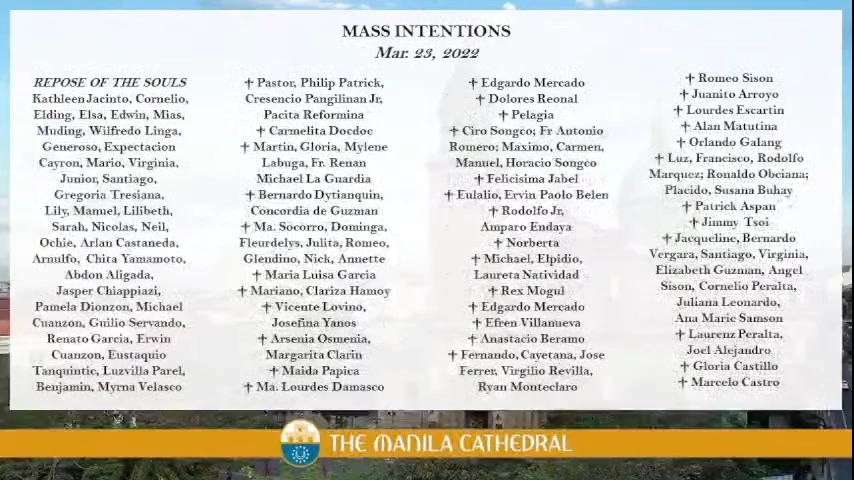 MASS INTENTIONS
Mar. 23, 2022
REPOSE OF THE SOULS
Kathleen Jacinto, Cornelio,
Elding, Elsa, Edwin, Mias,
Muding, Wilfredo Linga,
Generoso, Expectacion
Cayron, Mario, Virginia,
Junior, Santiago,
Gregoria Tresiana,
Lily, Manuel, Lilibeth,
Sarah, Nicolas, Neil,
Ochie, Arlan Castaneda,
Arnulfo, Chita Yamamoto,
Abdon Aligada,
Jasper Chiappiazi,
Pamela Dionzon, Michael
Cuanzon, Guilio Servando,
Renato Garcia, Erwin
Cuanzon, Eustaquio
Tanquintic, Luzvilla Parel,
Benjamin, Myrna Velasco
✝ Pastor, Philip Patrick,
Cresencio Pangilinan Jr,
Pacita Reformina
✝ Carmelita Docdoc
✝ Martin, Gloria, Mylene
Labuga, Fr. Renan
Michael La Guardia
✝ Bernardo Dytianquin,
Concordia de Guzman
✝ Ma. Socorro, Dominga,
Fleurdelys, Julita, Romeo,
Glendino, Nick, Annette
✝ Maria Luisa Garcia
✝ Mariano, Clariza Hamoy
✝ Vicente Lovino,
Josefina Yanos
✝ Arsenia Osmenia,
Margarita Clarin
✝ Maida Papica
✝ Ma. Lourdes Damasco
✝ Edgardo Mercado
✝ Dolores Reonal
✝ Pelagia
✝ Ciro Songco; Fr Antonio
Romero; Maximo, Carmen,
Manuel, Horacio Songco
✝ Felicisima Jabel
✝ Eulalio, Ervin Paolo Belen
✝ Rodolfo Jr,
Amparo Endaya
✝ Norberta
✝ Michael, Elpidio,
Laureta Natividad
✝ Rex Mogul
✝ Edgardo Mercado
✝ Efren Villanueva
✝ Anastacio Beramo
✝ Fernando, Cayetana, Jose
Ferrer, Virgilio Revilla,
Ryan Monteclaro
✝ Romeo Sison
✝ Juanito Arroyo
✝ Lourdes Escartin
✝ Alan Matutina
✝ Orlando Galang
✝ Luz, Francisco, Rodolfo
Marquez; Ronaldo Obciana;
Placido, Susana Buhay
✝ Patrick Aspan
✝ Jimmy Tsoi
✝ Jacqueline, Bernardo
Vergara, Santiago, Virginia,
Elizabeth Guzman, Angel
Sison, Cornelio Peralta,
Juliana Leonardo,
Ana Marie Samson
✝ Laurenz Peralta,
Joel Alejandro
✝ Gloria Castillo
✝ Marcelo Castro
THE MANILA CATHEDRAL